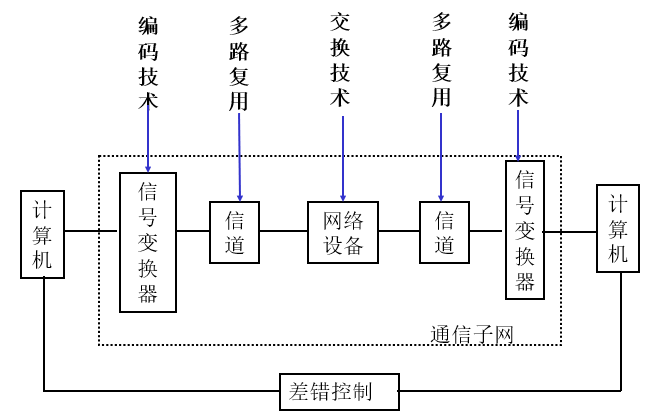 编码技术
多路复用
交换技术
多路复用
编码技术
计算机
信号变换器
信道
网络
设备
信道
信号变换器
计算机
通信子网
差错控制